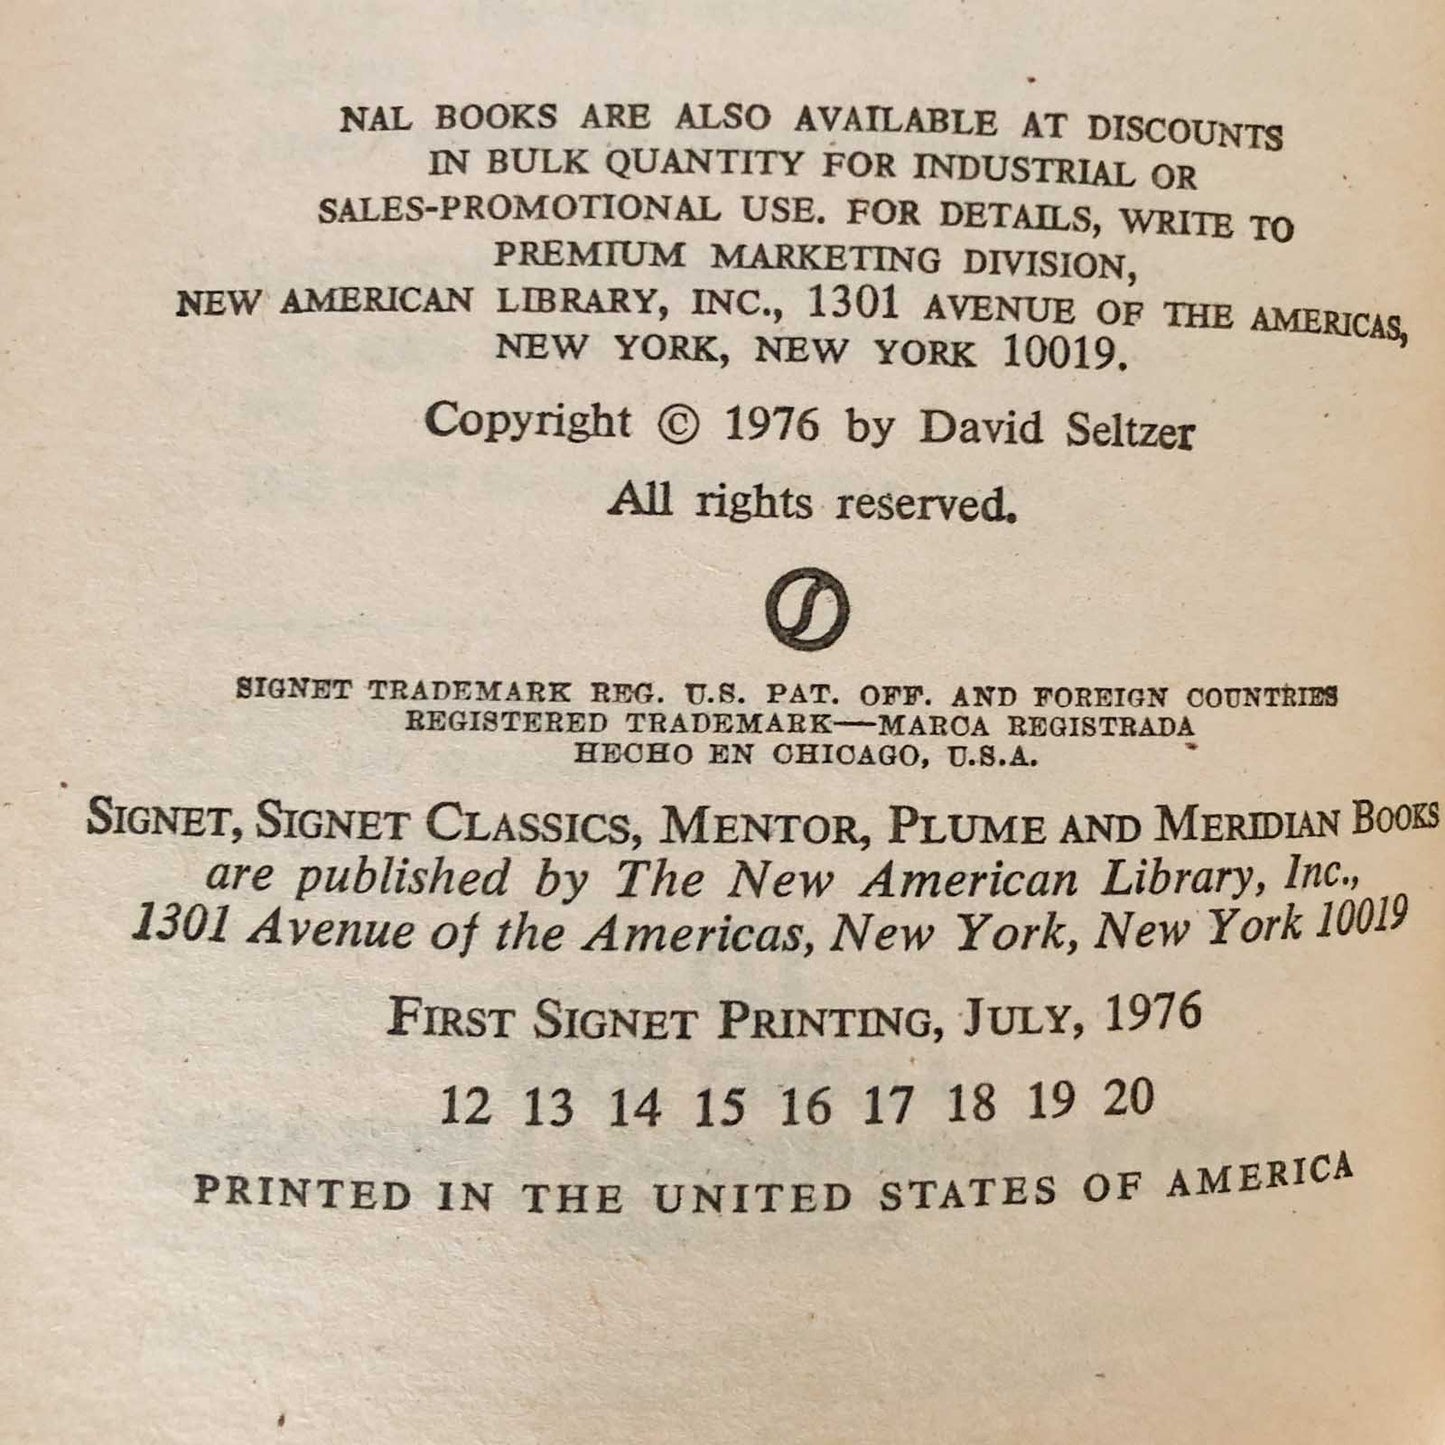 NAL BOOKS ARE ALSO AVAILABLE AT DISCOUNTS
IN BULK QUANTITY FOR INDUSTRIAL OR
SALES-PROMOTIONAL USE. FOR DETAILS, WRITE TO
PREMIUM MARKETING DIVISION,
NEW AMERICAN LIBRARY, INC., 1301 AVENUE OF THE AMERICAS,
NEW YORK, NEW YORK 10019.
Copyright © 1976 by David Seltzer
All rights reserved.
SIGNET TRADEMARK REG. U.S. PAT. OFF. AND FOREIGN COUNTRIES
REGISTERED TRADEMARK—MARCA REGISTRADA
HECHO EN CHICAGO, U.S.A.
SIGNET, SIGNET CLASSICS, MENTOR, PLUME AND MERIDIAN BOOKS
are published by The New American Library, Inc.,
1301 Avenue of the Americas, New York, New York 10019
FIRST SIGNET PRINTING, JULY, 1976
12 13 14 15 16 17 18 19 20
PRINTED IN THE UNITED STATES OF AMERICA